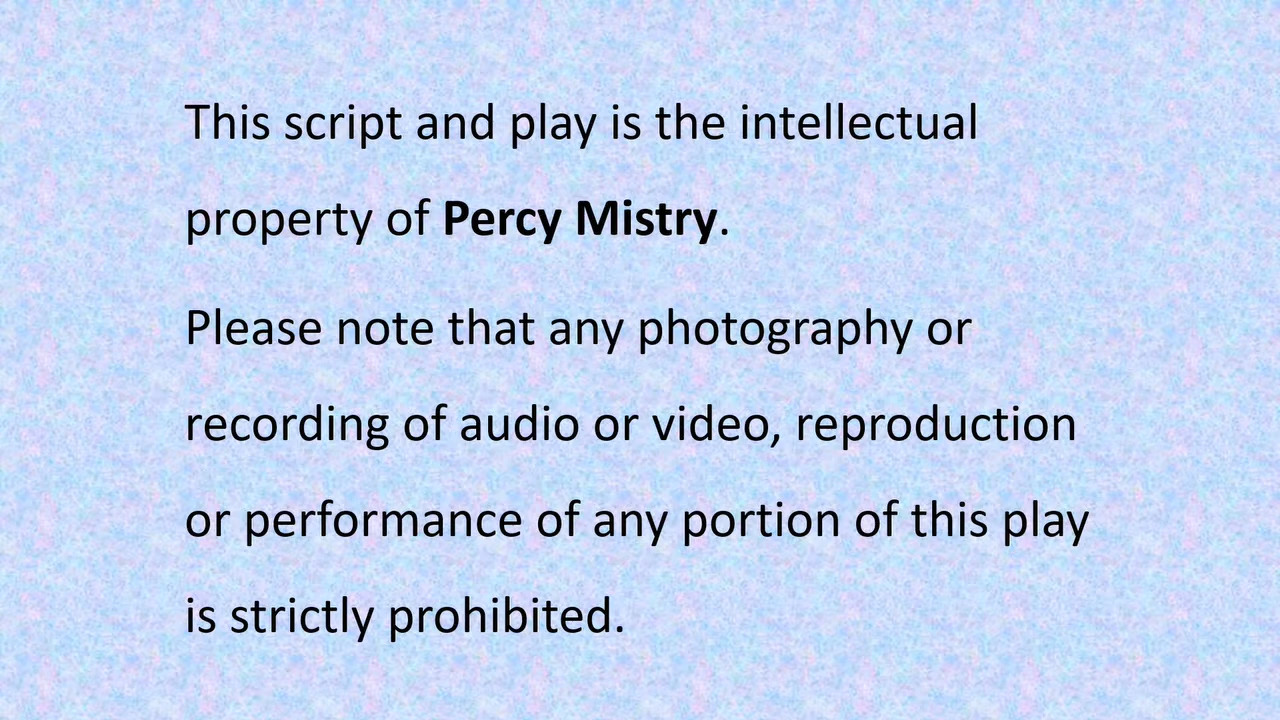 This script and play is the intellectual
property of Percy Mistry.
Please note that any photography or
recording of audio or video, reproduction
or performance of any portion of this play
is strictly prohibited.